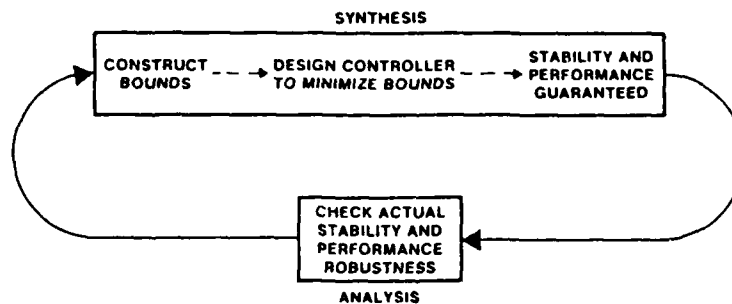 SYNTHESIS
CONSTRUCT
BOUNDS
DESIGN CONTROLLER
TO MINIMIZE BOUNDS
STABILITY AND
PERFORMANCE
GUARANTEED
CHECK ACTUAL
STABILITY AND
PERFORMANCE
ROBUSTNESS
ANALYSIS